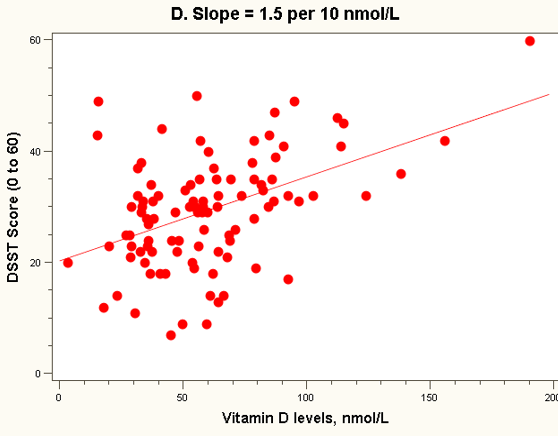 D. Slope = 1.5 per 10 nmol/L
DSST Score (0 to 60)
60
40
20
0
0 50 100 150 200
Vitamin D levels, nmol/L